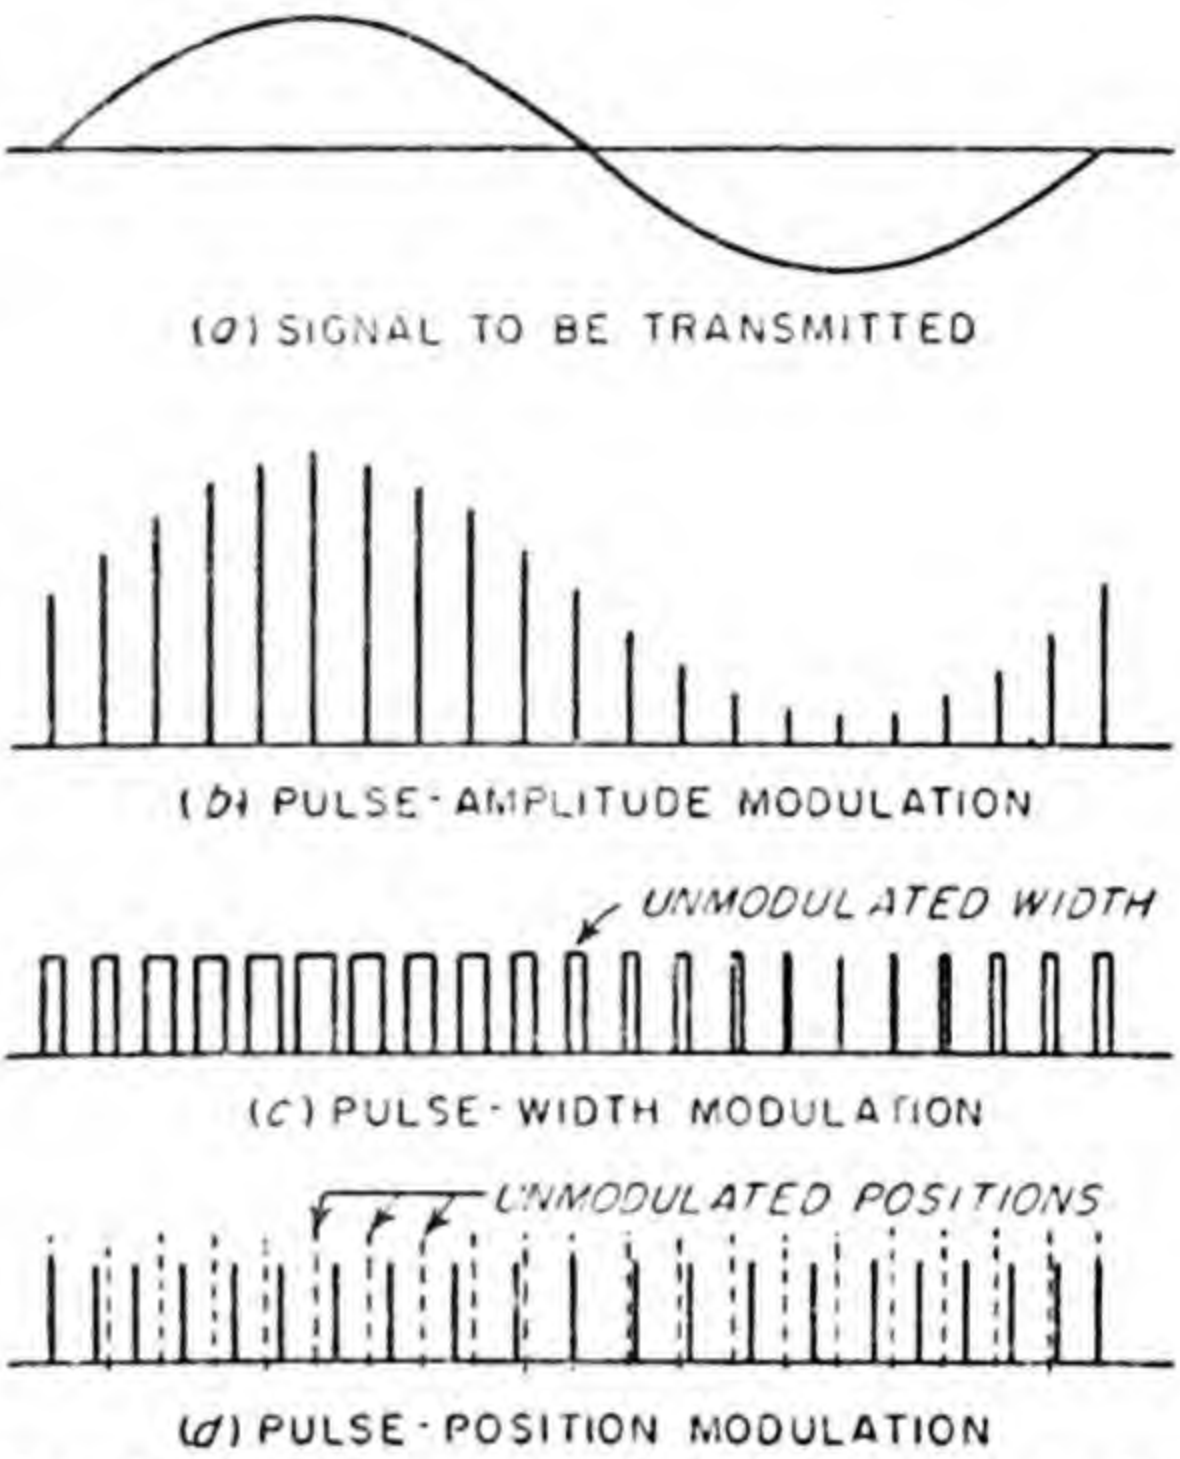 (a) SIGNAL TO BE TRANSMITTED
(b) PULSE-AMPLITUDE MODULATION
UNMODULATED WIDTH
(c) PULSE-WIDTH MODULATION
UNMODULATED POSITIONS
(d) PULSE-POSITION MODULATION